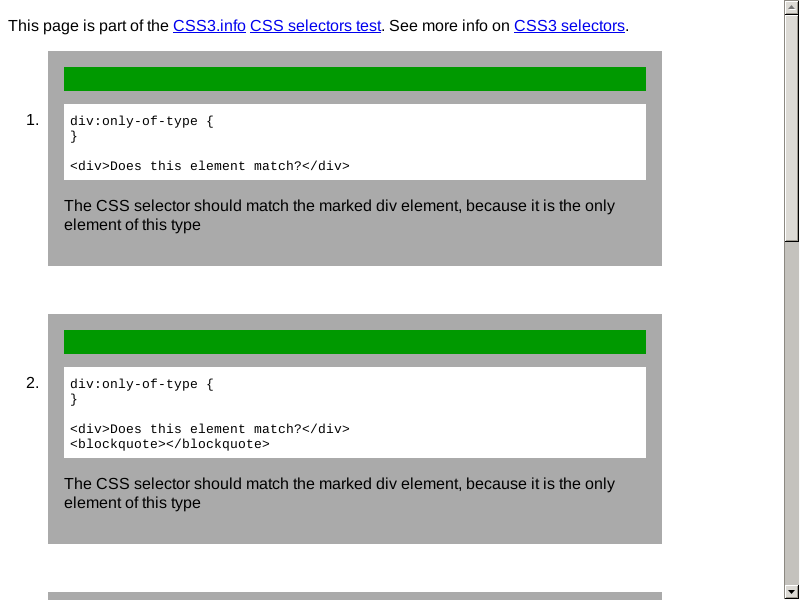 This page is part of the CSS3.info CSS selectors test. See more info on CSS3 selectors.
1.
div:only-of-type {
}
<div>Does this element match?</div>
The CSS selector should match the marked div element, because it is the only
element of this type
2.
div:only-of-type {
}
<div>Does this element match?</div>
<blockquote></blockquote>
The CSS selector should match the marked div element, because it is the only
element of this type